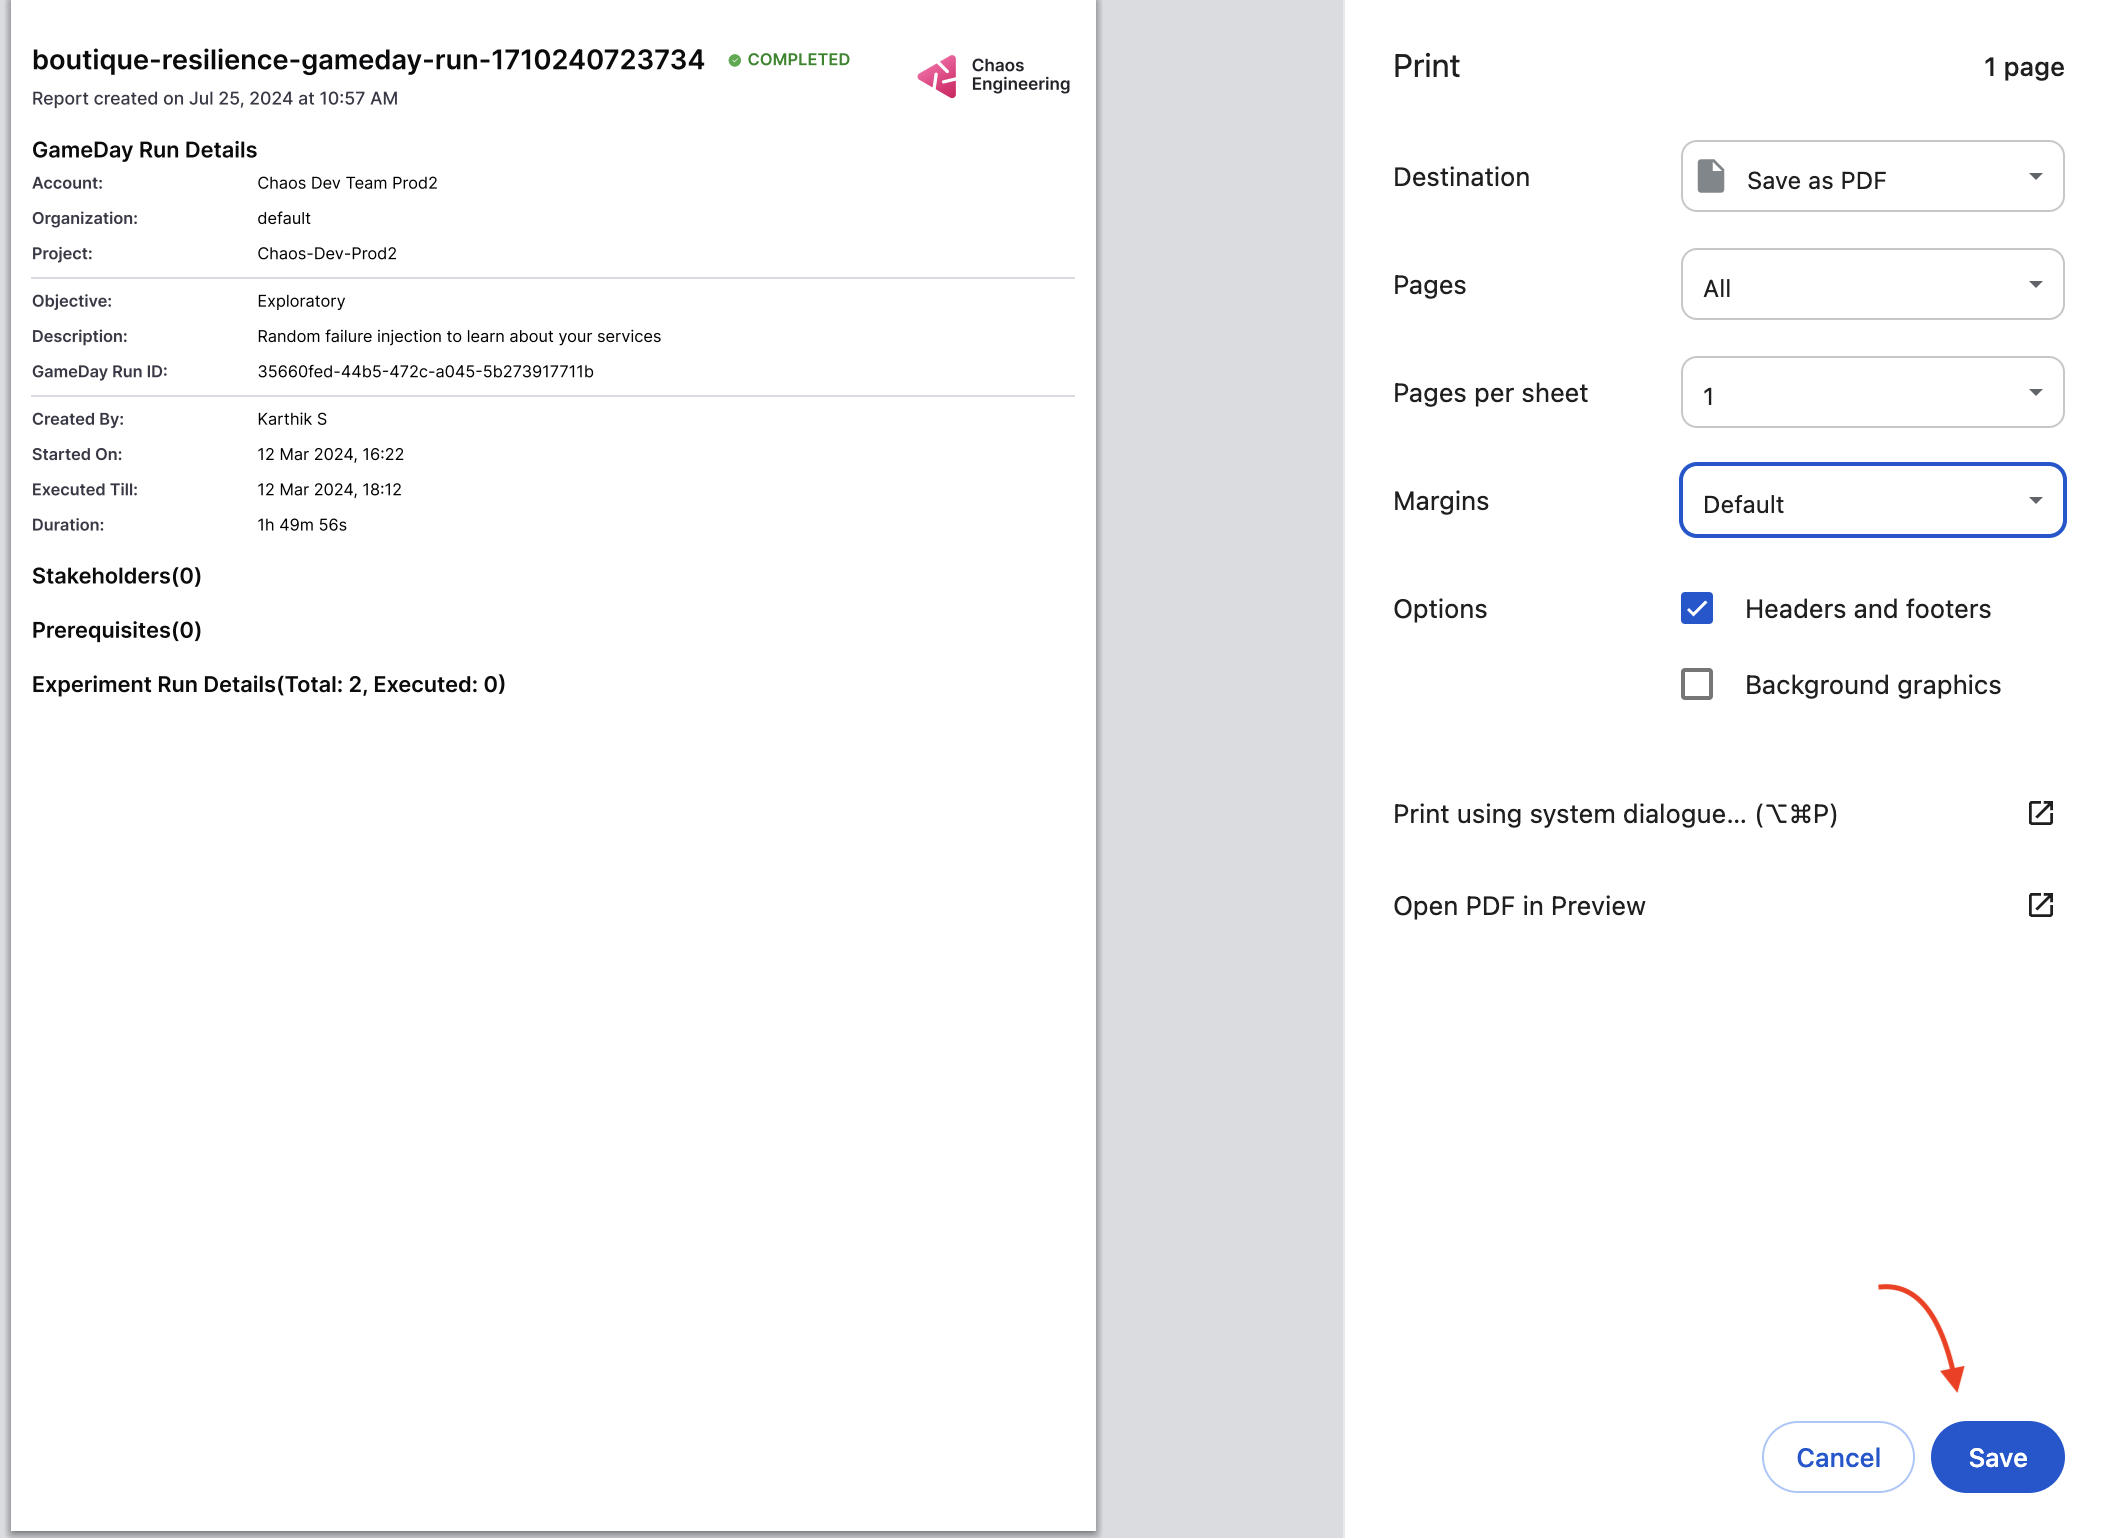 boutique-resilience-gameday-run-1710240723734 COMPLETED
Report created on Jul 25, 2024 at 10:57 AM
Chaos
Engineering
GameDay Run Details
Account: Chaos Dev Team Prod2
Organization: default
Project: Chaos-Dev-Prod2
Objective: Exploratory
Description: Random failure injection to learn about your services
GameDay Run ID: 35660fed-44b5-472c-a045-5b273917711b
Created By: Karthik S
Started On: 12 Mar 2024, 16:22
Executed Till: 12 Mar 2024, 18:12
Duration: 1h 49m 56s
Stakeholders(0)
Prerequisites(0)
Experiment Run Details(Total: 2, Executed: 0)
Print 1 page
Destination Save as PDF
Pages All
Pages per sheet 1
Margins Default
Options Headers and footers
Background graphics
Print using system dialogue... (⌥⌘P)
Open PDF in Preview
Cancel Save